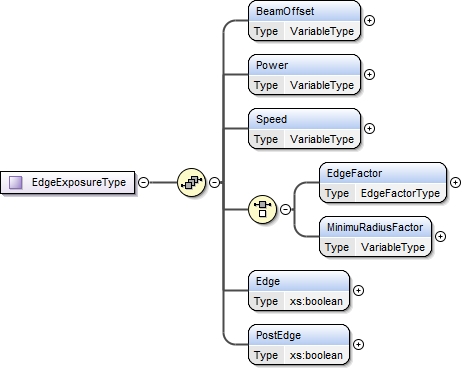 BeamOffset
Type VariableType
Power
Type VariableType
Speed
Type VariableType
EdgeExposureType
EdgeFactor
Type EdgeFactorType
MinimuRadiusFactor
Type VariableType
Edge
Type xs:boolean
PostEdge
Type xs:boolean